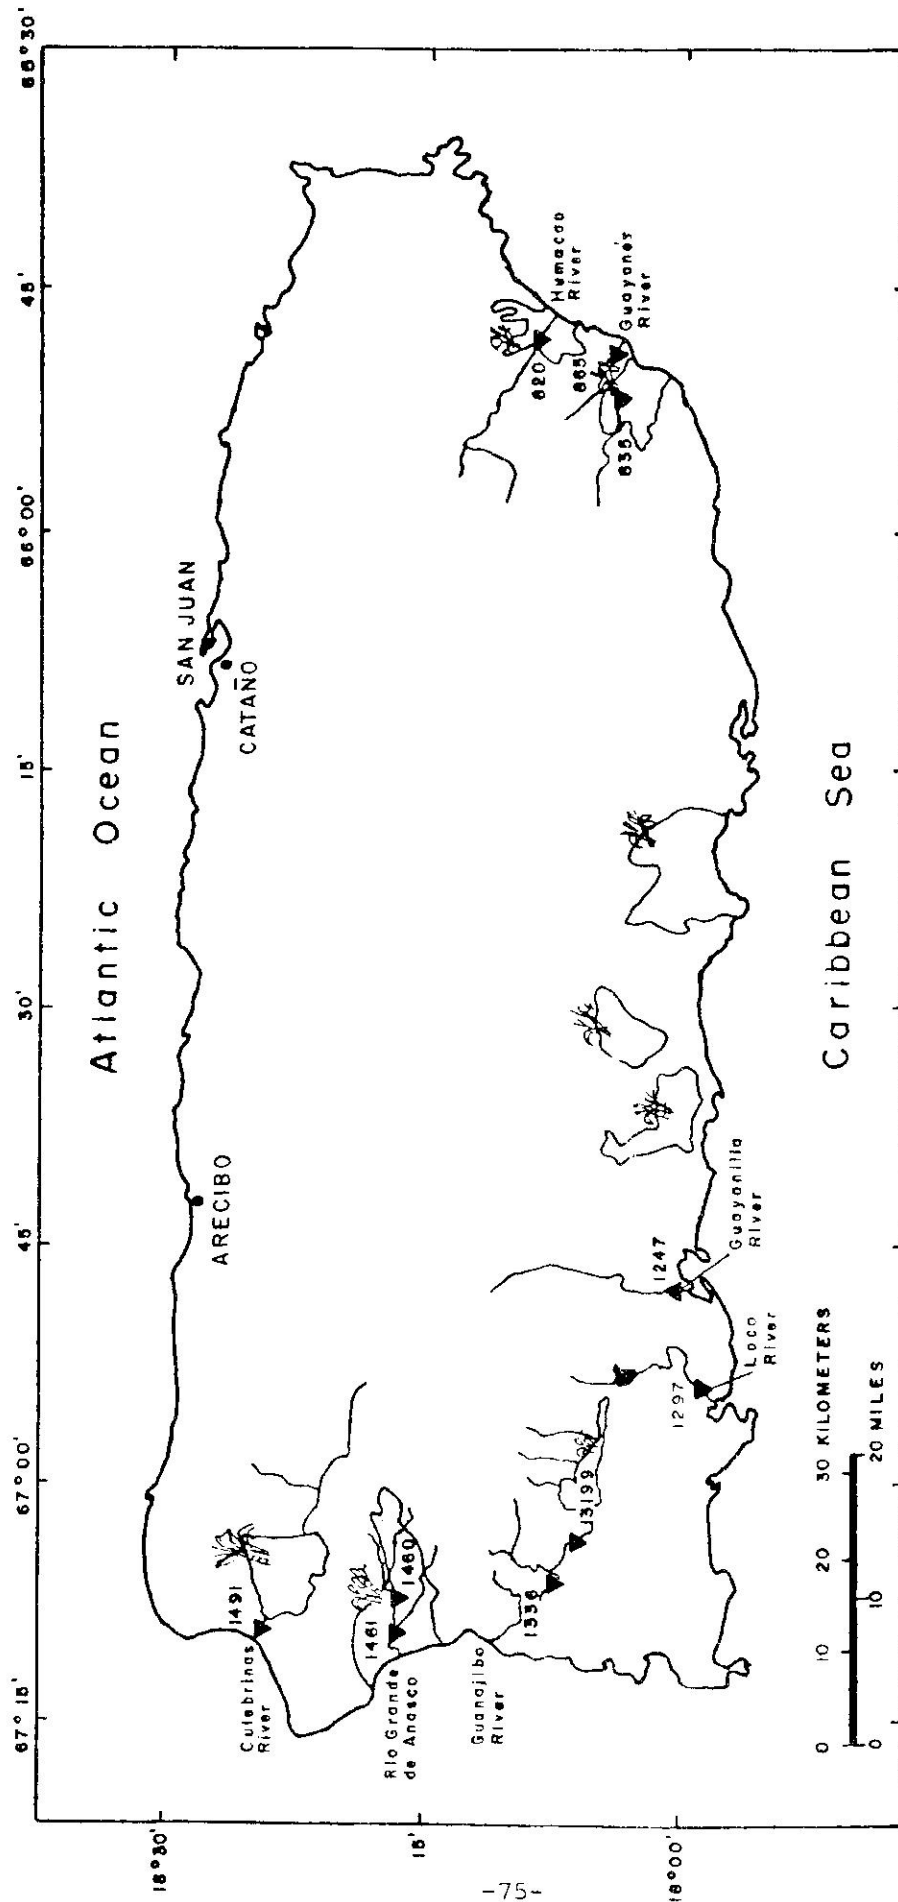 67° 15'
67° 00'
45'
30'
15'
66° 00'
45'
66° 30'
Atlantic Ocean
18° 30'
15'
18° 00'
SAN JUAN
CATAÑO
ARECIBO
1491
Culebrinas
River
1461
1460
Rio Grande
de Anasco
Guanajibo
River
1336
13199
1297
Loco
River
1247
Guayanilla
River
820
Humacao
River
865
835
Guayanés
River
Caribbean Sea
0 10 20 30 KILOMETERS
0 10 20 MILES
-75-